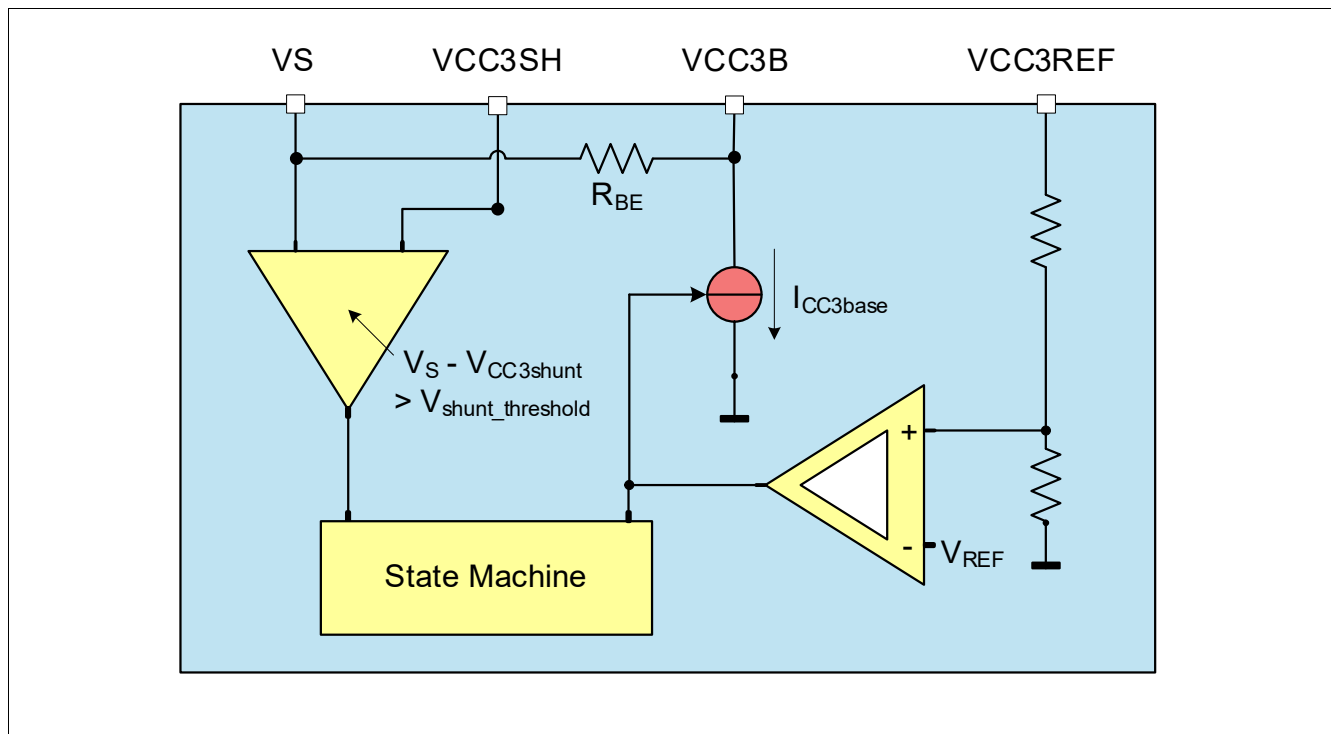 VS
VCC3SH
VCC3B
VCC3REF
RBE
ICC3base
VS - VCC3shunt
> Vshunt_threshold
+
-
VREF
State Machine